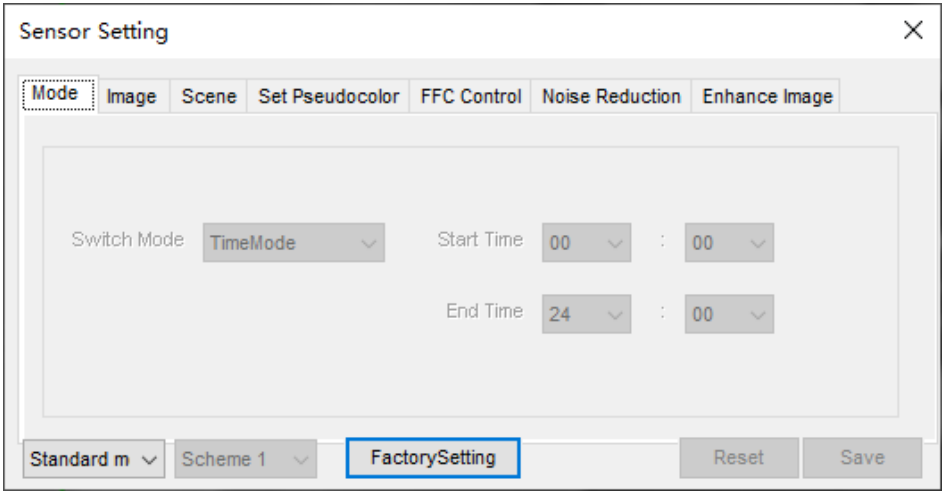 Sensor Setting
Mode Image Scene Set Pseudocolor FFC Control Noise Reduction Enhance Image
Switch Mode TimeMode Start Time 00 : 00
End Time 24 : 00
Standard m Scheme 1 FactorySetting Reset Save